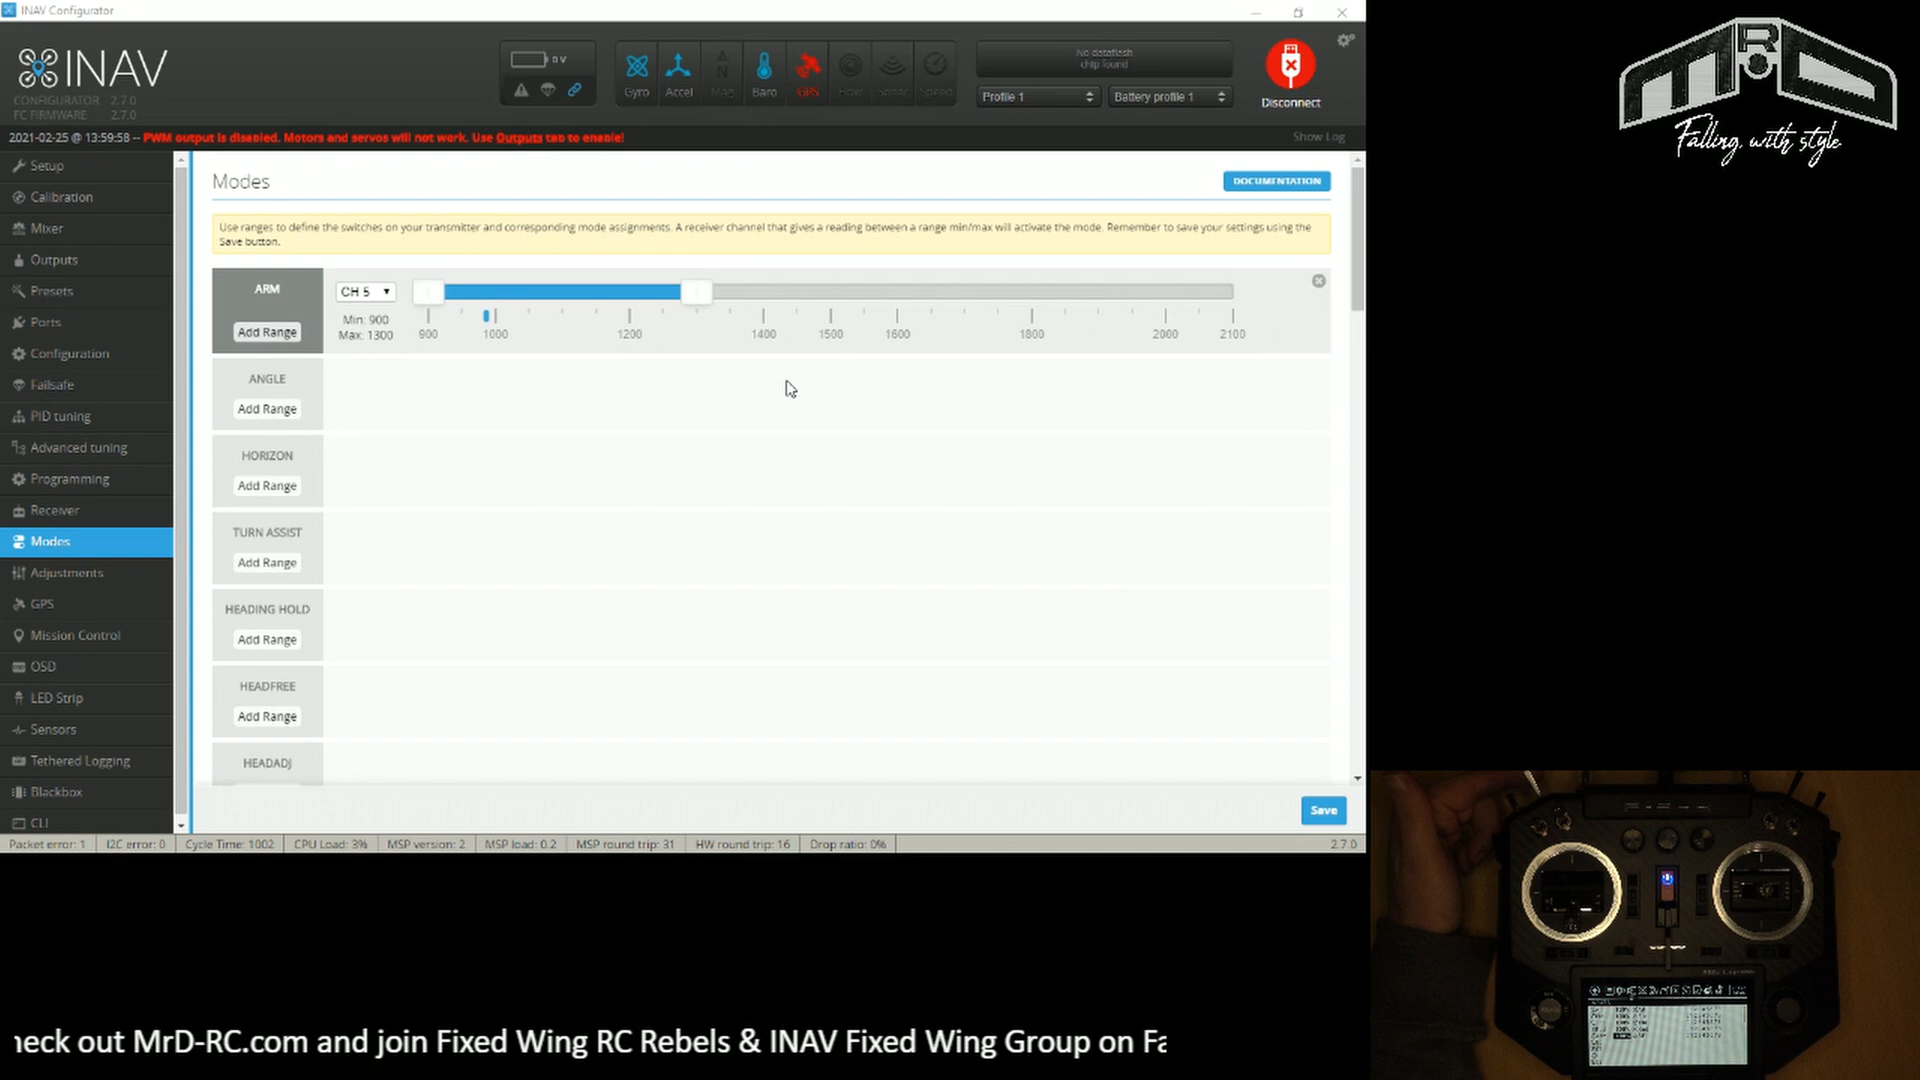 INAV Configurator
INAV
CONFIGURATOR 2.7.0
FC FIRMWARE 2.7.0
0 V
Gyro
Accel
Mag
Baro
GPS
Flow
Sonar
Speed
No dataflash
chip found
Profile 1
Battery profile 1
Disconnect
2021-02-25 @ 13:59:58 -- PWM output is disabled. Motors and servos will not work. Use Outputs tab to enable!
Show Log
Setup
Calibration
Mixer
Outputs
Presets
Ports
Configuration
Failsafe
PID tuning
Advanced tuning
Programming
Receiver
Modes
Adjustments
GPS
Mission Control
OSD
LED Strip
Sensors
Tethered Logging
Blackbox
CLI
Modes
DOCUMENTATION
Use ranges to define the switches on your transmitter and corresponding mode assignments. A receiver channel that gives a reading between a range min/max will activate the mode. Remember to save your settings using the
Save button.
ARM
Add Range
CH 5
Min: 900
Max: 1300
900 1000 1200 1400 1500 1600 1800 2000 2100
ANGLE
Add Range
HORIZON
Add Range
TURN ASSIST
Add Range
HEADING HOLD
Add Range
HEADFREE
Add Range
HEADADJ
Save
Packet error: 1 I2C error: 0 Cycle Time: 1002 CPU Load: 3% MSP version: 2 MSP load: 0.2 MSP round trip: 31 HW round trip: 16 Drop ratio: 0% 2.7.0
MRD
Falling with style
heck out MrD-RC.com and join Fixed Wing RC Rebels & INAV Fixed Wing Group on Fa